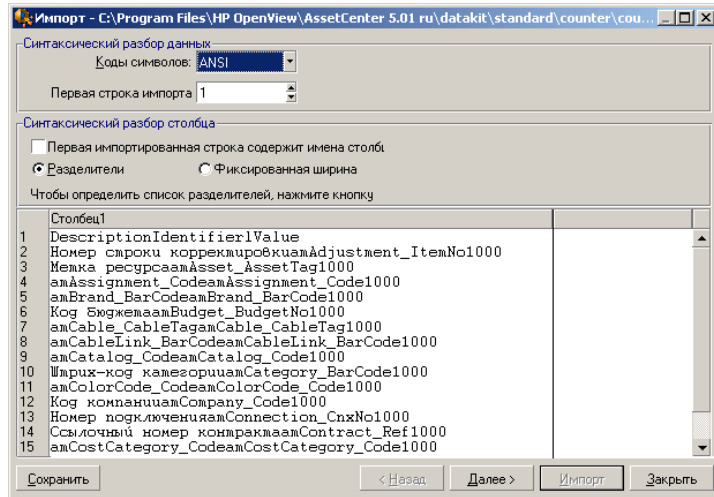 Импорт - C:\Program Files\HP OpenView\AssetCenter 5.01 ru\datakit\standard\counter\cou...
Синтаксический разбор данных
Коды символов: ANSI
Первая строка импорта 1
Синтаксический разбор столбца
Первая импортированная строка содержит имена столбі
Разделители Фиксированная ширина
Чтобы определить список разделителей, нажмите кнопку
Столбец1
1 DescriptionIdentifierlValue
2 Номер строки корректировкиamAdjustment_ItemNo1000
3 Метка ресурсаamAsset_AssetTag1000
4 amAssignment_CodeamAssignment_Code1000
5 amBrand_BarCodeamBrand_BarCode1000
6 Код БюджетаamBudget_BudgetNo1000
7 amCable_CableTagamCable_CableTag1000
8 amCableLink_BarCodeamCableLink_BarCode1000
9 amCatalog_CodeamCatalog_Code1000
10 Штрих-код категорииamCategory_BarCode1000
11 amColorCode_CodeamColorCode_Code1000
12 Код компанииamCompany_Code1000
13 Номер подключенияamConnection_CnxNo1000
14 Ссылочный номер контрактаamContract_Ref1000
15 amCostCategory_CodeamCostCategory_Code1000
Сохранить < Назад Далее > Импорт Закрыть